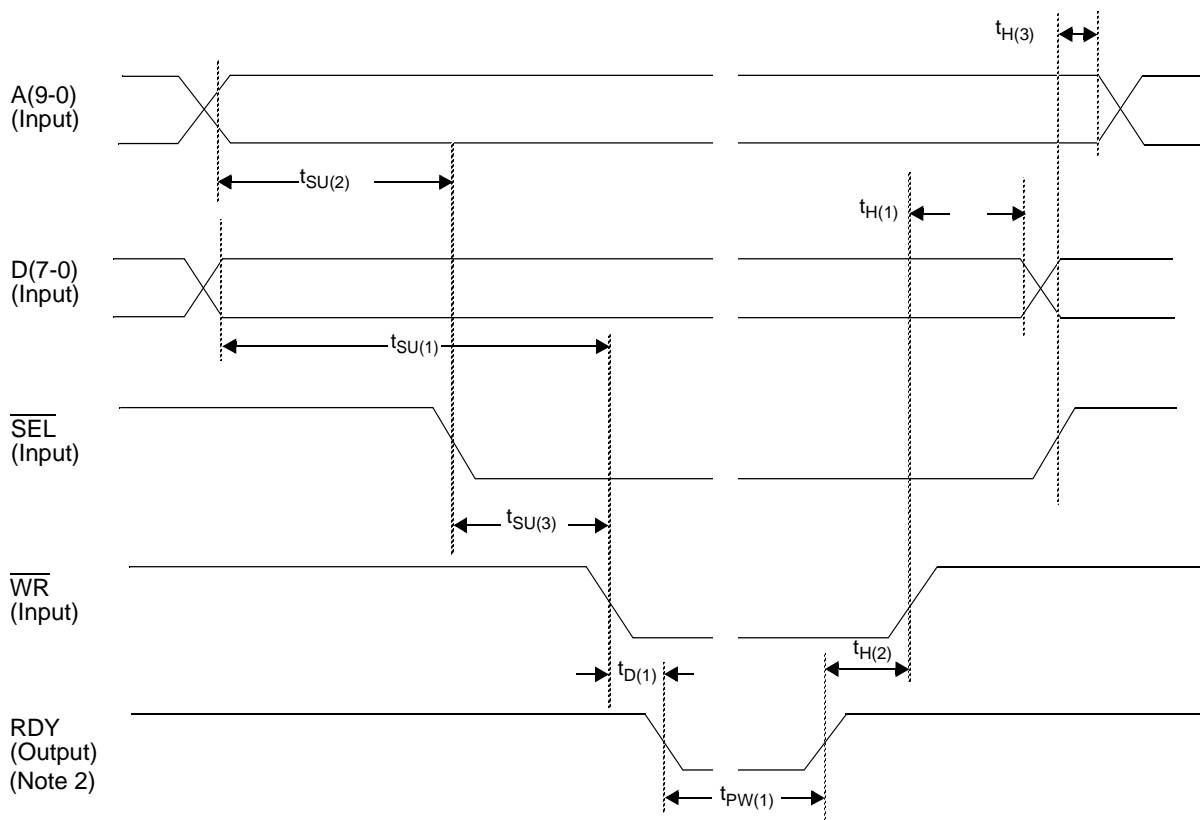 tH(3)
A(9-0)
(Input)
tSU(2)
tH(1)
D(7-0)
(Input)
tSU(1)
SEL
(Input)
tSU(3)
WR
(Input)
tH(2)
tD(1)
RDY
(Output)
(Note 2)
tPW(1)